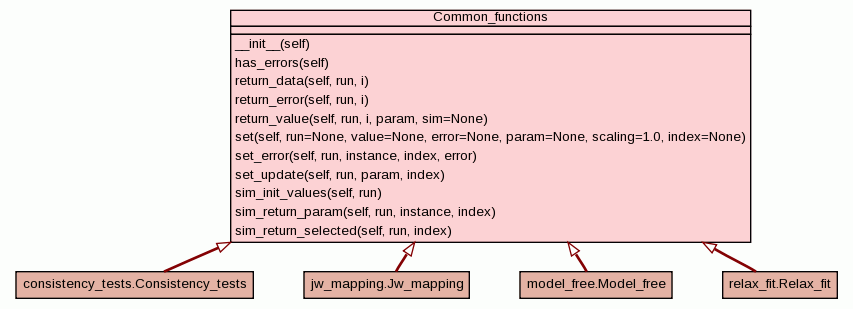 Common_functions
__init__(self)
has_errors(self)
return_data(self, run, i)
return_error(self, run, i)
return_value(self, run, i, param, sim=None)
set(self, run=None, value=None, error=None, param=None, scaling=1.0, index=None)
set_error(self, run, instance, index, error)
set_update(self, run, param, index)
sim_init_values(self, run)
sim_return_param(self, run, instance, index)
sim_return_selected(self, run, index)
consistency_tests.Consistency_tests
jw_mapping.Jw_mapping
model_free.Model_free
relax_fit.Relax_fit